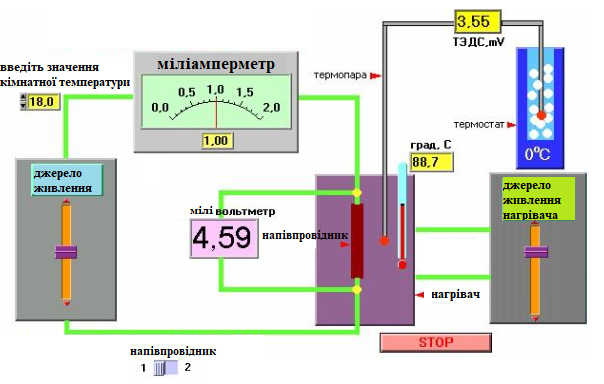 3,55
ТЭДС,mV
міліамперметр
введіть значення
кімнатної температури
18,0
0,0 0,5 1,0 1,5 2,0
1,00
термопара
термостат
0°C
град, С
88,7
джерело
живлення
мілі вольтметр
4,59
напівпровідник
джерело
живлення
нагрівача
нагрівач
STOP
напівпровідник
1 2